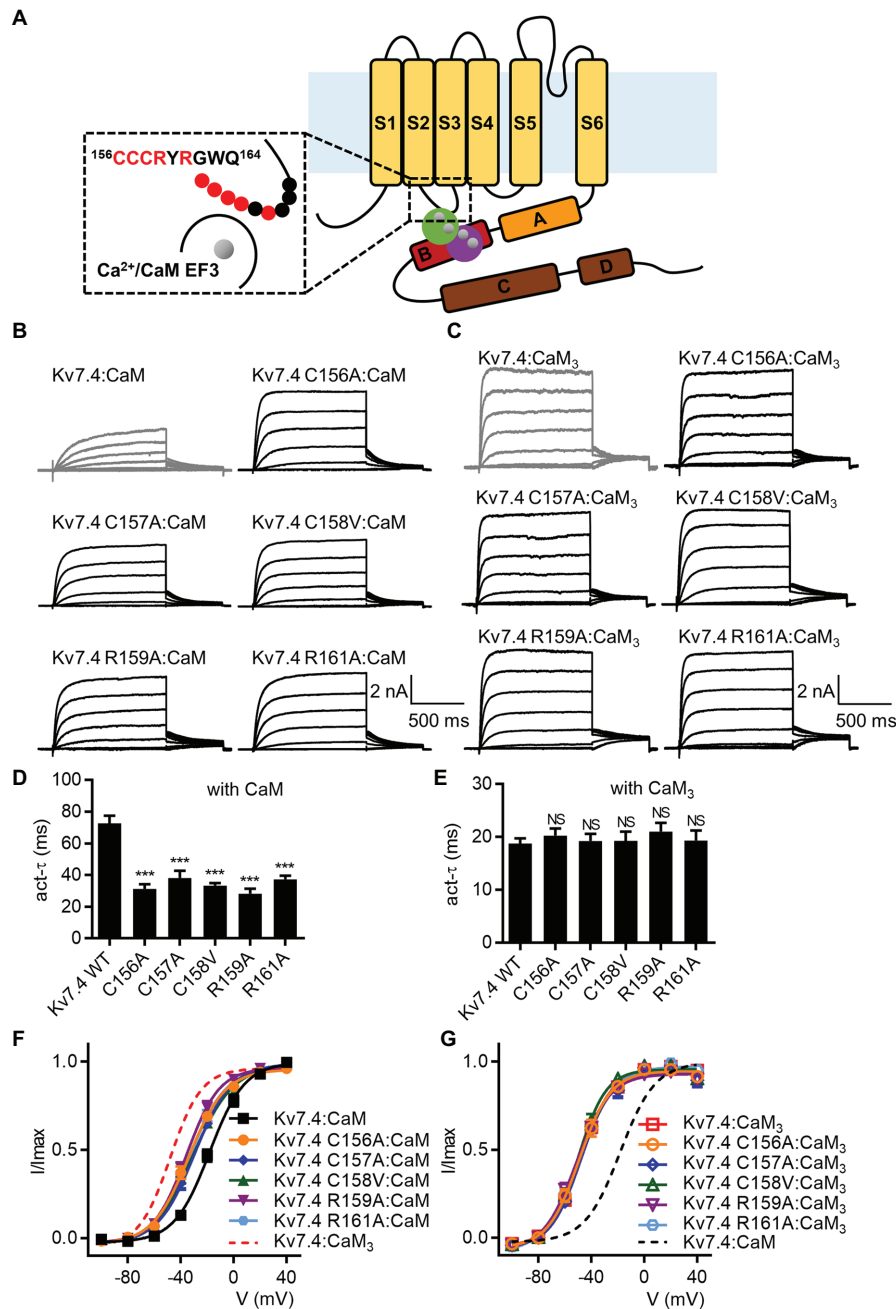 A
S1 S2 S3 S4 S5 S6
¹⁵⁶CCCRYRGWQ¹⁶⁴
Ca²⁺/CaM EF3
A
B
C
D
B
Kv7.4:CaM
Kv7.4 C156A:CaM
Kv7.4 C157A:CaM
Kv7.4 C158V:CaM
Kv7.4 R159A:CaM
Kv7.4 R161A:CaM
2 nA
500 ms
C
Kv7.4:CaM₃
Kv7.4 C156A:CaM₃
Kv7.4 C157A:CaM₃
Kv7.4 C158V:CaM₃
Kv7.4 R159A:CaM₃
Kv7.4 R161A:CaM₃
2 nA
500 ms
D
with CaM
act-τ (ms)
100
80
60
40
20
0
*** *** *** *** ***
Kv7.4 WT
C156A
C157A
C158V
R159A
R161A
E
with CaM₃
act-τ (ms)
30
20
10
0
NS NS NS NS NS
Kv7.4 WT
C156A
C157A
C158V
R159A
R161A
F
I/Imax
1.0
0.5
0.0
-80 -40 0 40
V (mV)
Kv7.4:CaM
Kv7.4 C156A:CaM
Kv7.4 C157A:CaM
Kv7.4 C158V:CaM
Kv7.4 R159A:CaM
Kv7.4 R161A:CaM
Kv7.4:CaM₃
G
I/Imax
1.0
0.5
0.0
-80 -40 0 40
V (mV)
Kv7.4:CaM₃
Kv7.4 C156A:CaM₃
Kv7.4 C157A:CaM₃
Kv7.4 C158V:CaM₃
Kv7.4 R159A:CaM₃
Kv7.4 R161A:CaM₃
Kv7.4:CaM